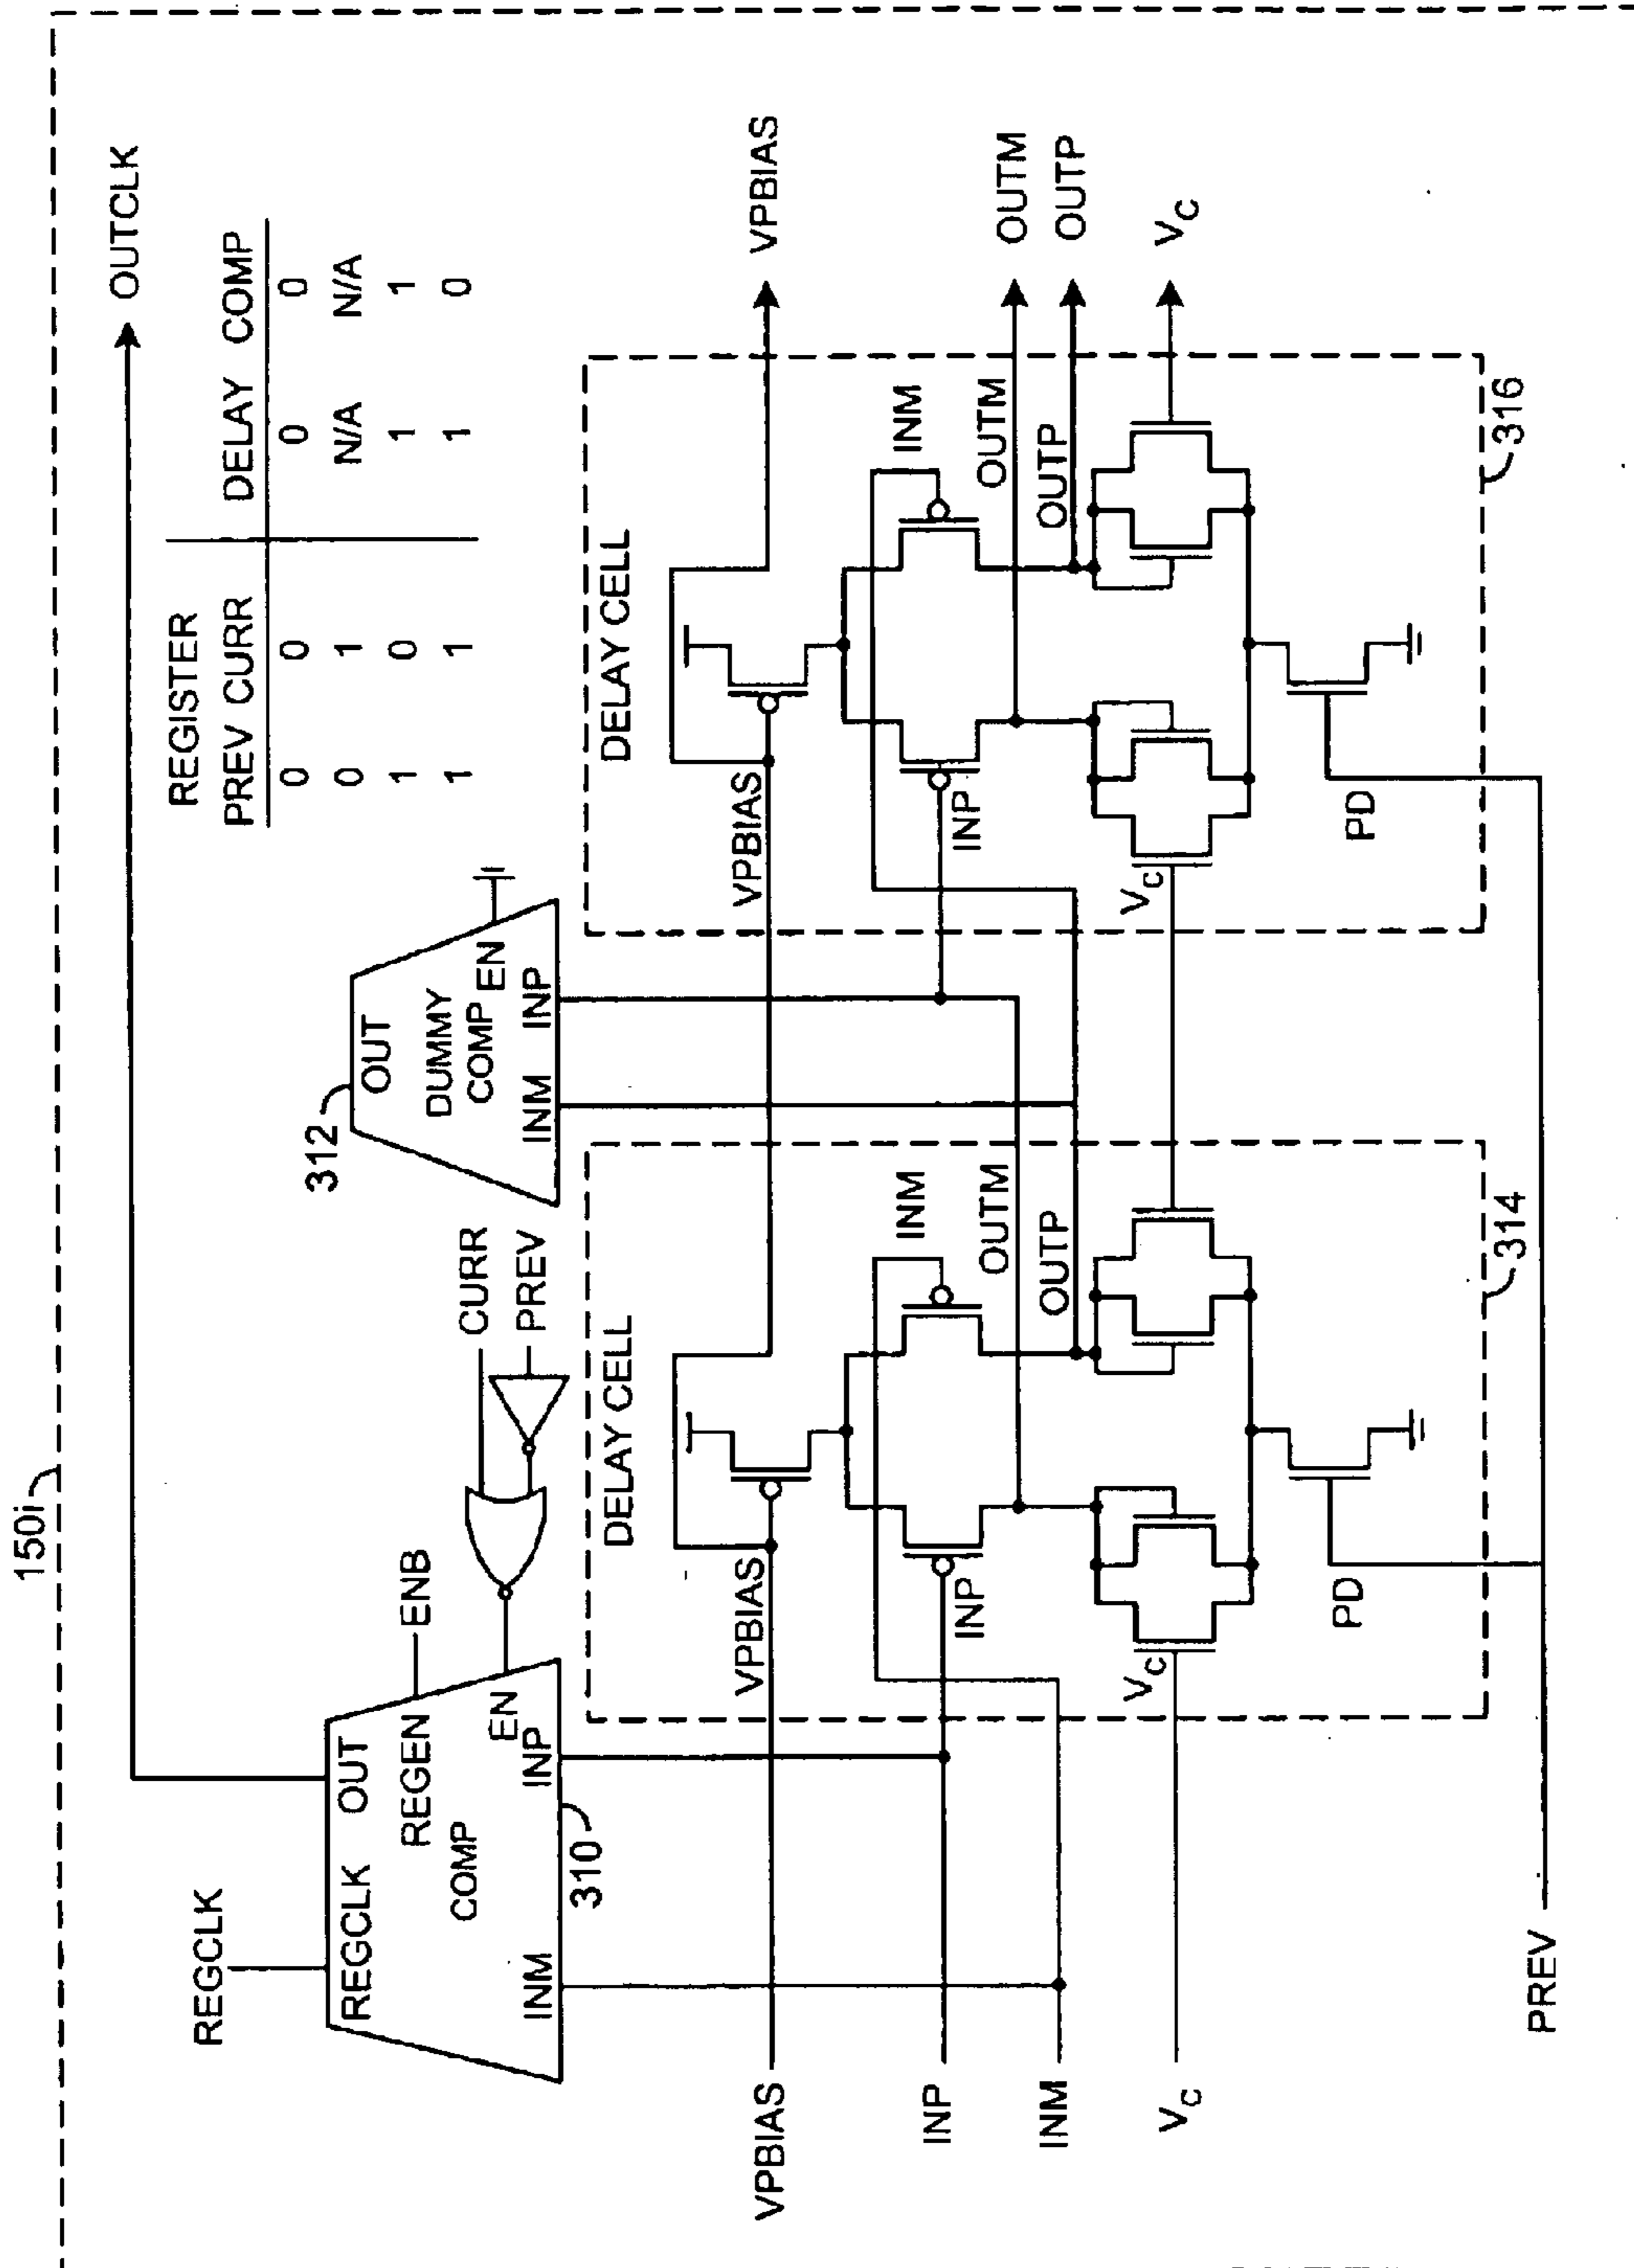 150i
OUTCLK
REGCLK
REGISTER
PREV CURR DELAY COMP
0 0 0 0
0 1 N/A N/A
1 0 1 1
1 1 1 0
REGCLK OUT
REGEN
ENB
COMP
EN
INM INP
310
CURR
PREV
312
OUT
DUMMY
COMP EN
INM INP
DELAY CELL
VPBIAS
INM
INP
OUTM
OUTP
Vc
PD
314
DELAY CELL
VPBIAS
INM
INP
OUTM
OUTP
Vc
PD
316
VPBIAS
INP
INM
Vc
PREV
VPBIAS
OUTM
OUTP
Vc